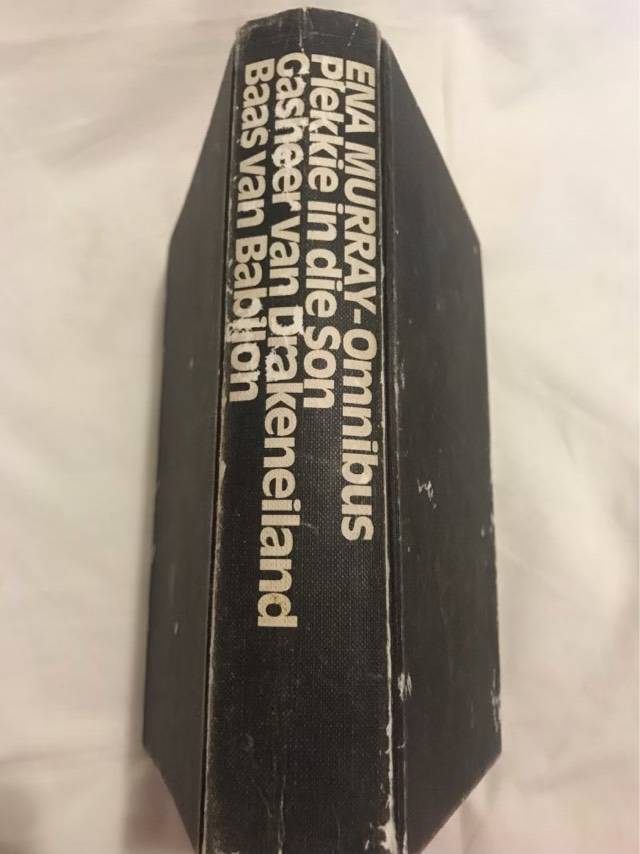 ENA MURRAY-Omnibus
Plekkie in die Son
Gasheer van Drakeneiland
Baas van Babilon